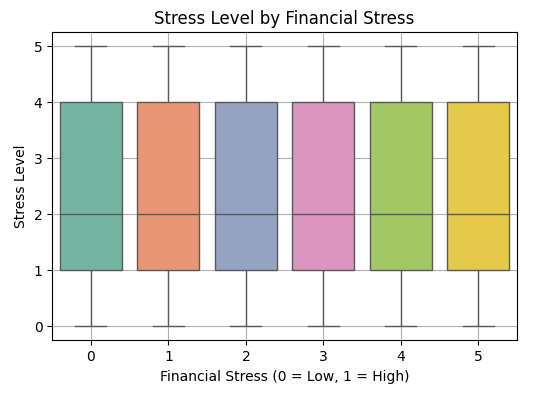 Stress Level by Financial Stress
5
4
3
2
1
0
Stress Level
0 1 2 3 4 5
Financial Stress (0 = Low, 1 = High)